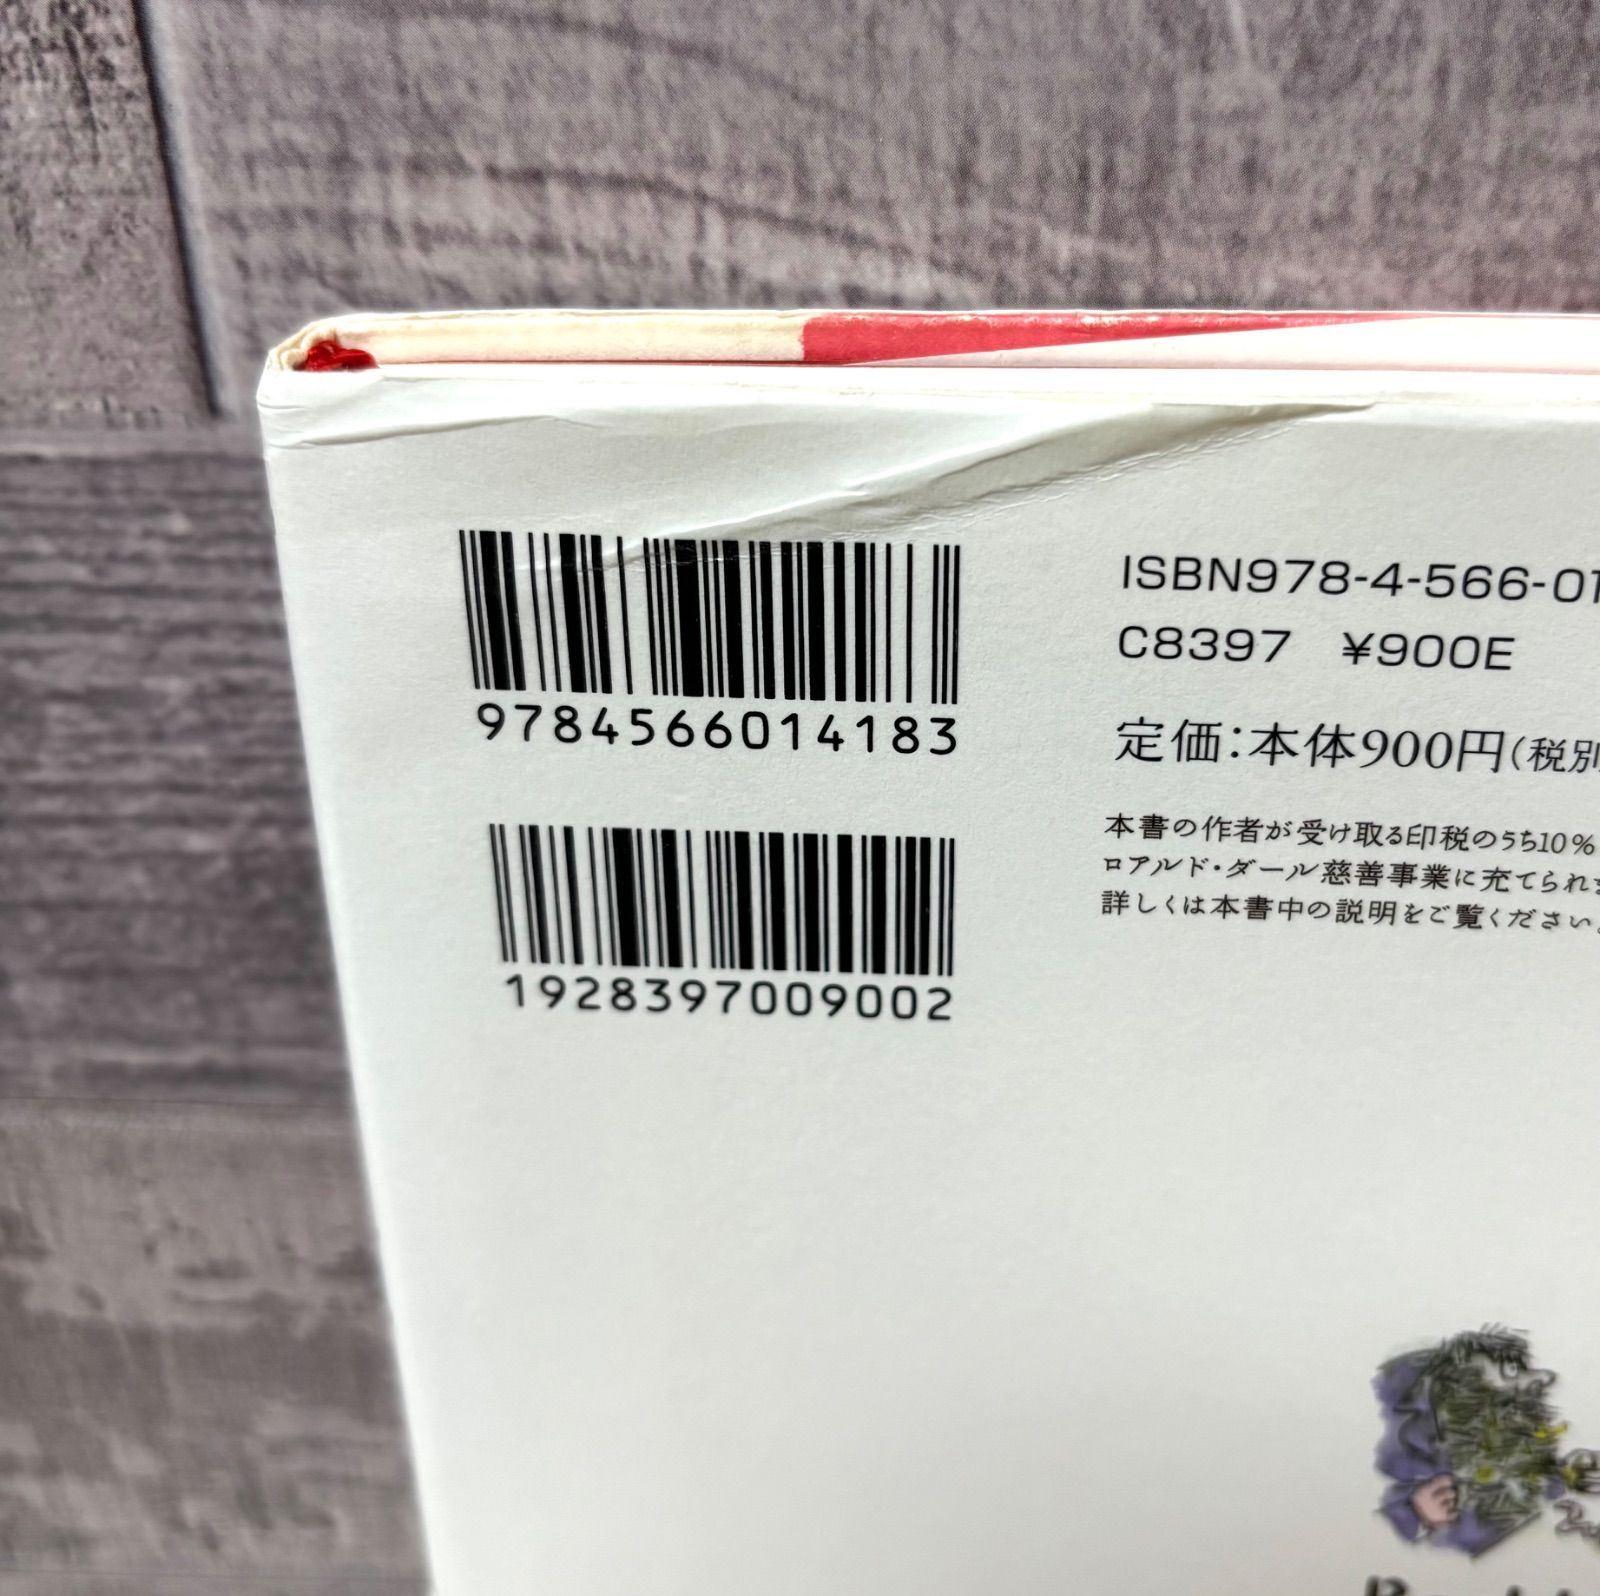 9784566014183
1928397009002
ISBN978-4-566-01
C8397 ¥900E
定価：本体900円（税別
本書の作者が受け取る印税のうち10％
ロアルド・ダール慈善事業に充てられ
詳しくは本書中の説明をご覧ください。